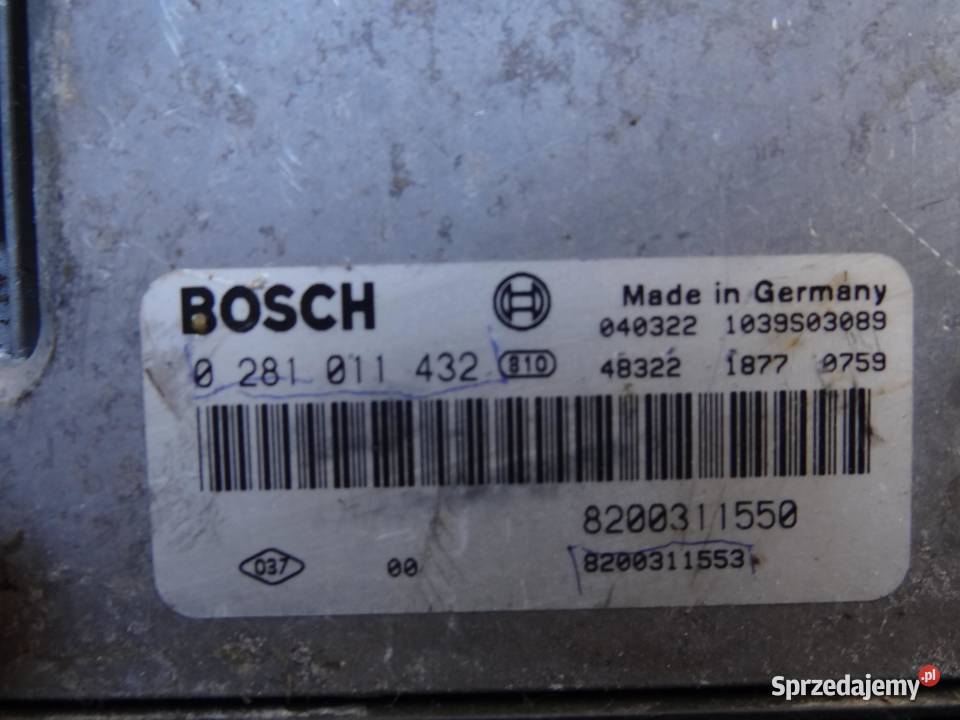 BOSCH
Made in Germany
040322 1039S03089
0 281 011 432 810 48322 1877 0759
8200311550
037 00 8200311553
Sprzedajemy.pl